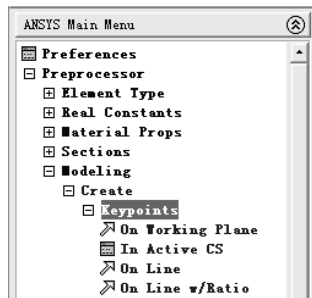 ANSYS Main Menu
Preferences
Preprocessor
Element Type
Real Constants
Material Props
Sections
Modeling
Create
Keypoints
On Working Plane
In Active CS
On Line
On Line w/Ratio